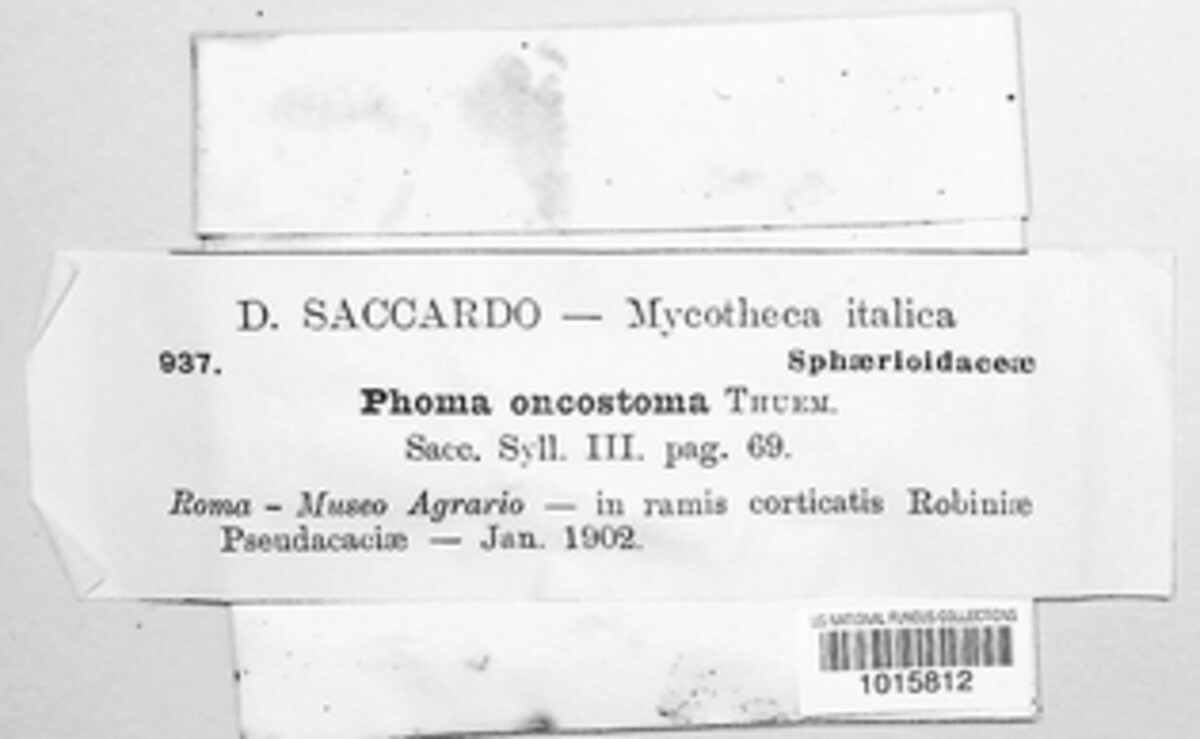 D. SACCARDO — Mycotheca italica
937. Sphærioidaceæ
Phoma oncostoma THUEM.
Sacc. Syll. III. pag. 69.
Roma - Museo Agrario — in ramis corticatis Robiniæ
Pseudacaciæ — Jan. 1902.
US NATIONAL FUNGUS COLLECTIONS
1015812